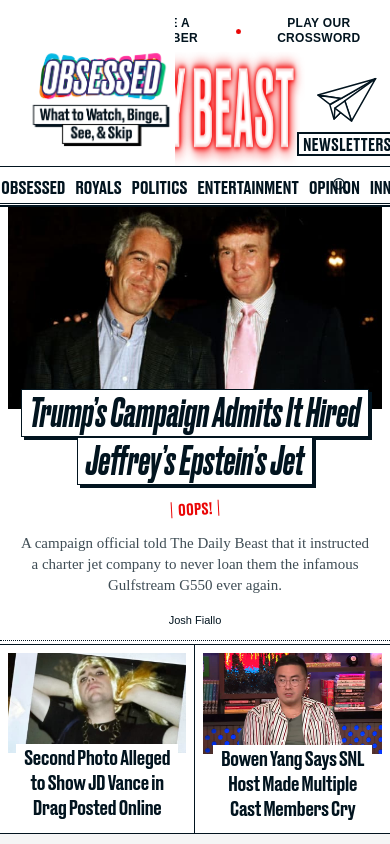 PLAY OUR
CROSSWORD
OBSESSED
What to Watch, Binge,
See, & Skip
BEAST
NEWSLETTERS
OBSESSED ROYALS POLITICS ENTERTAINMENT OPINION INN
Trump's Campaign Admits It Hired
Jeffrey's Epstein's Jet
OOPS!
A campaign official told The Daily Beast that it instructed
a charter jet company to never loan them the infamous
Gulfstream G550 ever again.
Josh Fiallo
Second Photo Alleged
to Show JD Vance in
Drag Posted Online
Bowen Yang Says SNL
Host Made Multiple
Cast Members Cry